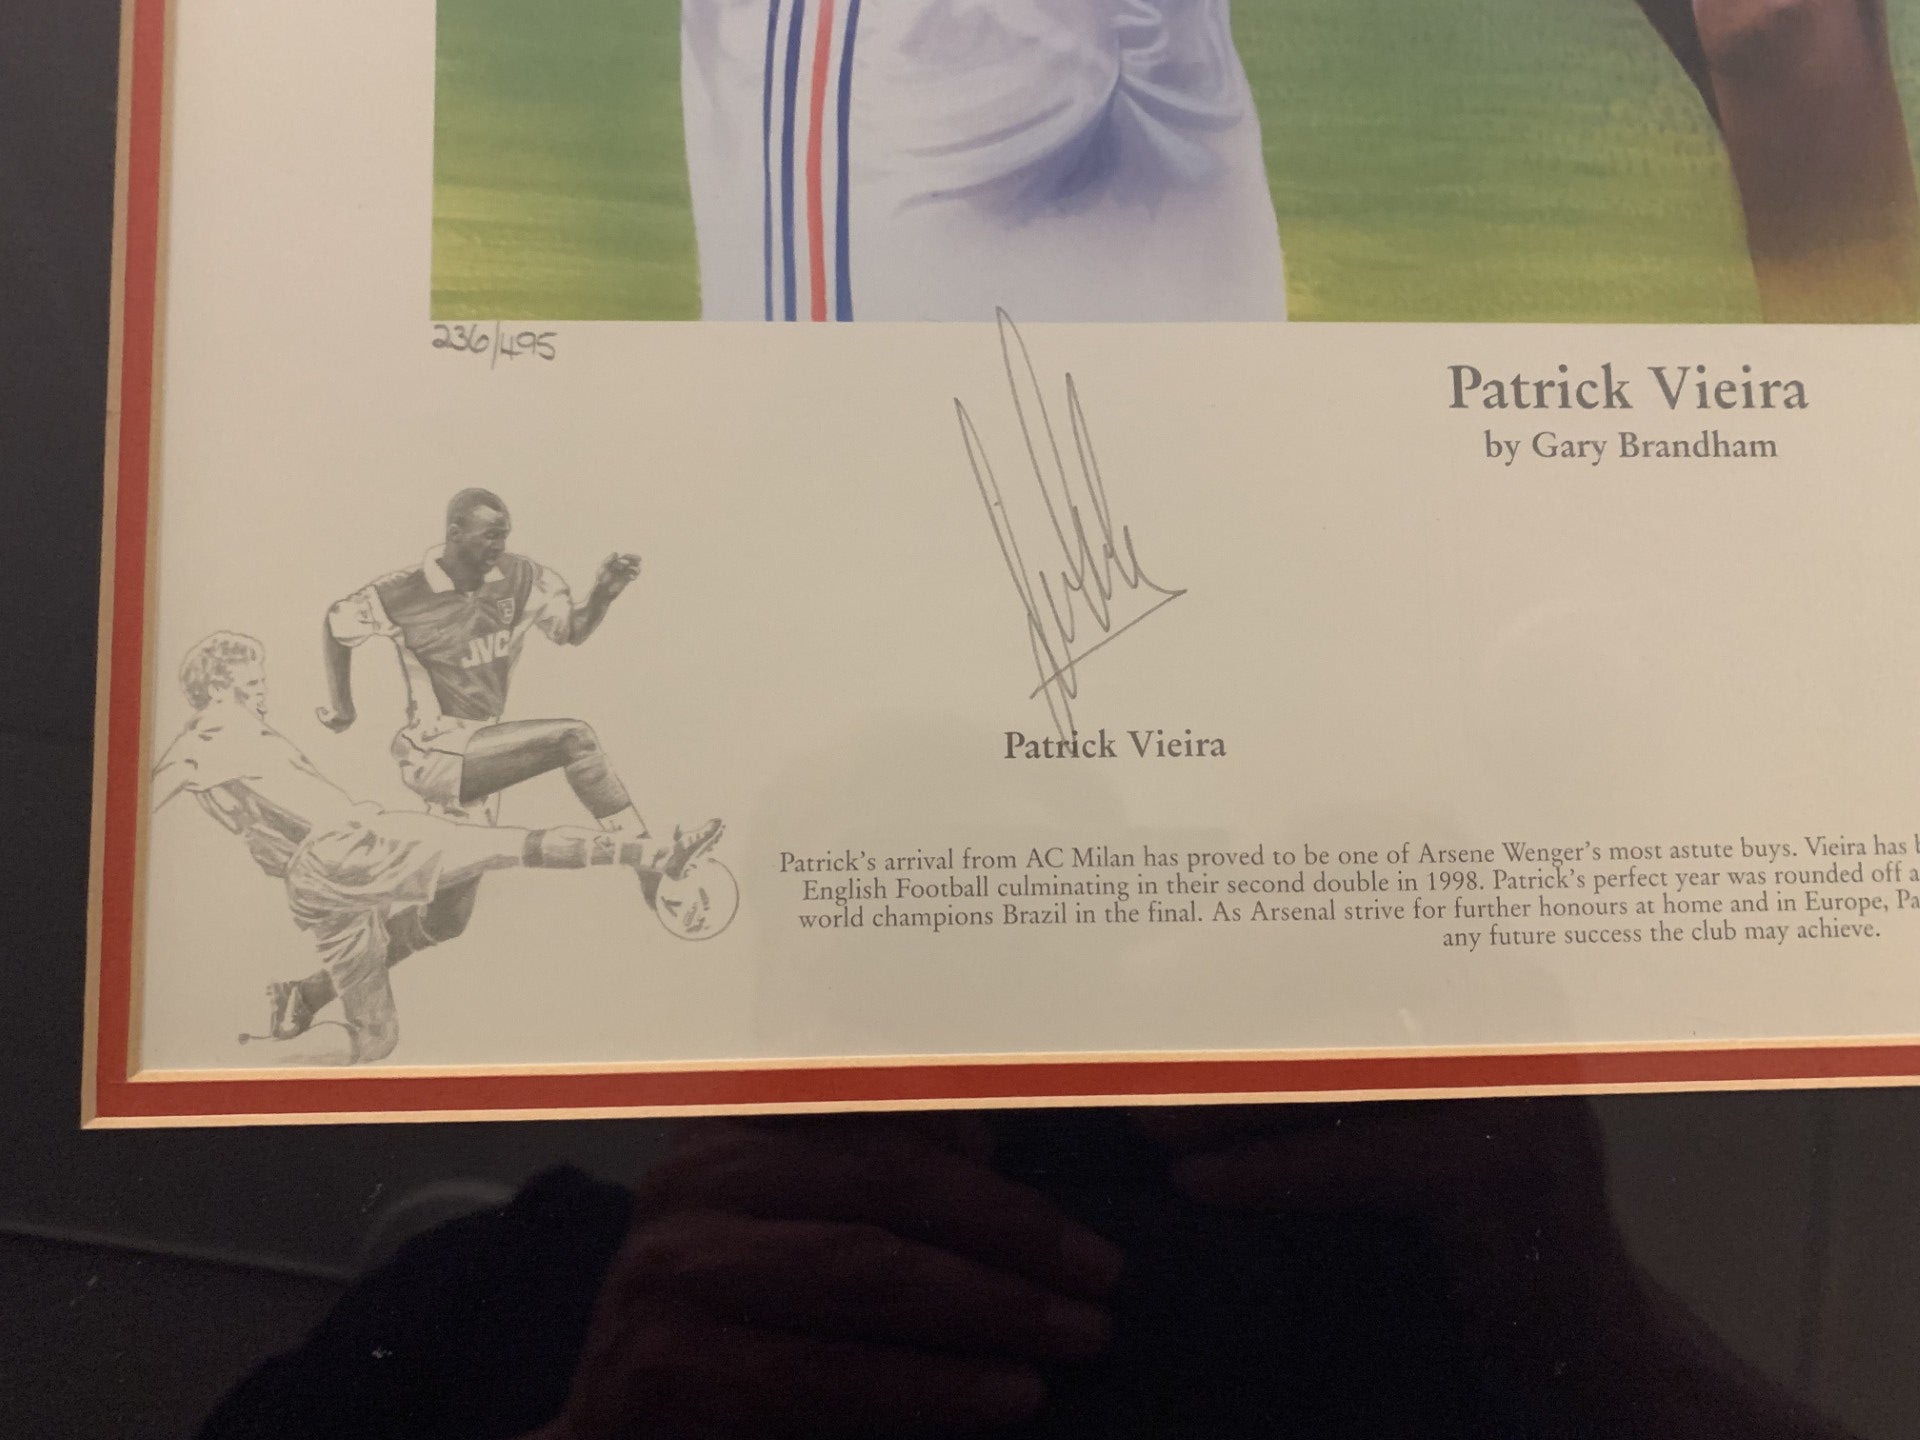 236/495
Patrick Vieira
by Gary Brandham
JVC
Patrick Vieira
Patrick's arrival from AC Milan has proved to be one of Arsene Wenger's most astute buys. Vieira has
English Football culminating in their second double in 1998. Patrick's perfect year was rounded off
world champions Brazil in the final. As Arsenal strive for further honours at home and in Europe,
any future success the club may achieve.